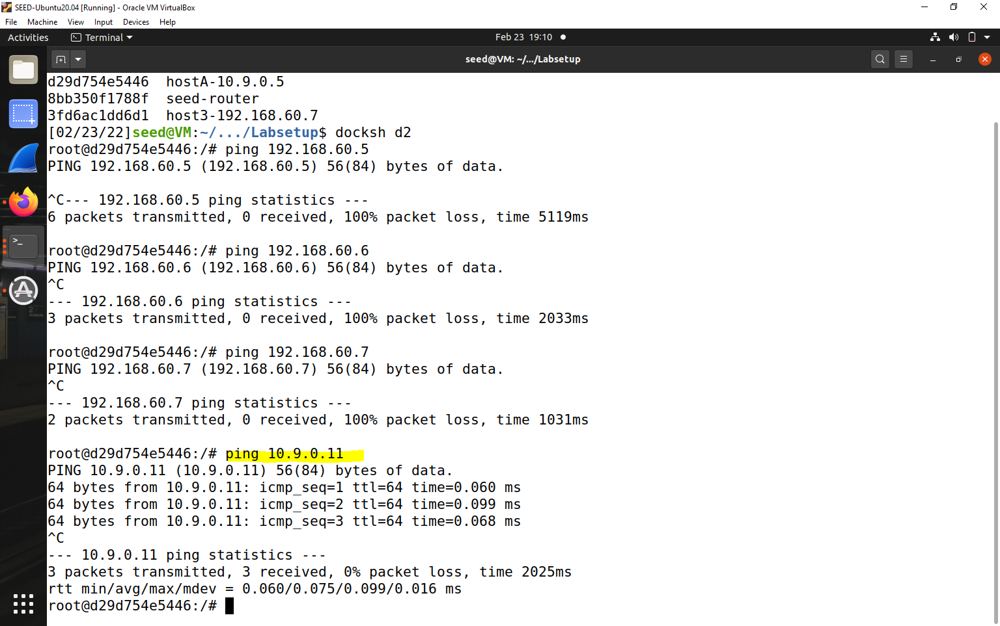 SEED-Ubuntu20.04 [Running] - Oracle VM VirtualBox
File Machine View Input Devices Help
Activities Terminal Feb 23 19:10
seed@VM: ~/.../Labsetup
d29d754e5446 hostA-10.9.0.5
8bb350f1788f seed-router
3fd6ac1dd6d1 host3-192.168.60.7
[02/23/22]seed@VM:~/.../Labsetup$ docksh d2
root@d29d754e5446:/# ping 192.168.60.5
PING 192.168.60.5 (192.168.60.5) 56(84) bytes of data.
^C--- 192.168.60.5 ping statistics ---
6 packets transmitted, 0 received, 100% packet loss, time 5119ms
root@d29d754e5446:/# ping 192.168.60.6
PING 192.168.60.6 (192.168.60.6) 56(84) bytes of data.
^C
--- 192.168.60.6 ping statistics ---
3 packets transmitted, 0 received, 100% packet loss, time 2033ms
root@d29d754e5446:/# ping 192.168.60.7
PING 192.168.60.7 (192.168.60.7) 56(84) bytes of data.
^C
--- 192.168.60.7 ping statistics ---
2 packets transmitted, 0 received, 100% packet loss, time 1031ms
root@d29d754e5446:/# ping 10.9.0.11
PING 10.9.0.11 (10.9.0.11) 56(84) bytes of data.
64 bytes from 10.9.0.11: icmp_seq=1 ttl=64 time=0.060 ms
64 bytes from 10.9.0.11: icmp_seq=2 ttl=64 time=0.099 ms
64 bytes from 10.9.0.11: icmp_seq=3 ttl=64 time=0.068 ms
^C
--- 10.9.0.11 ping statistics ---
3 packets transmitted, 3 received, 0% packet loss, time 2025ms
rtt min/avg/max/mdev = 0.060/0.075/0.099/0.016 ms
root@d29d754e5446:/#